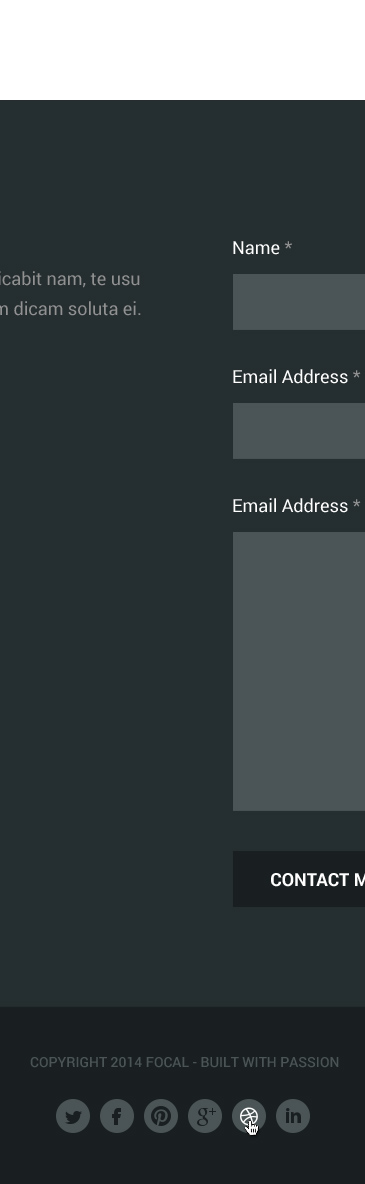 icabit nam, te usu
m dicam soluta ei.
Name *
Email Address *
Email Address *
CONTACT M
COPYRIGHT 2014 FOCAL - BUILT WITH PASSION